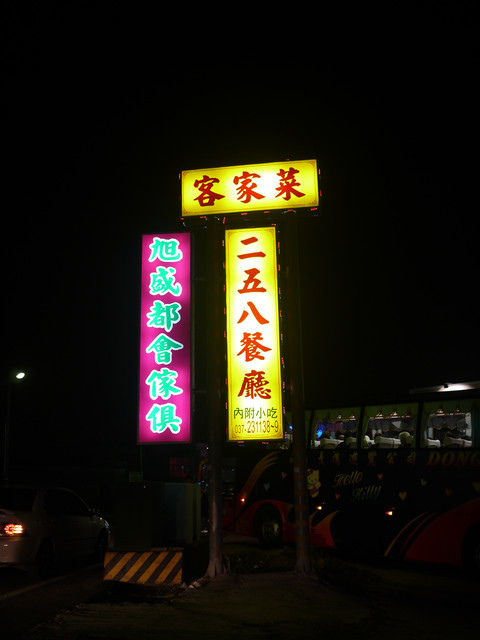 客家菜
旭盛都會傢俱
二五八餐廳
內附小吃
037-231138~9
Hello
Kitty
DONG